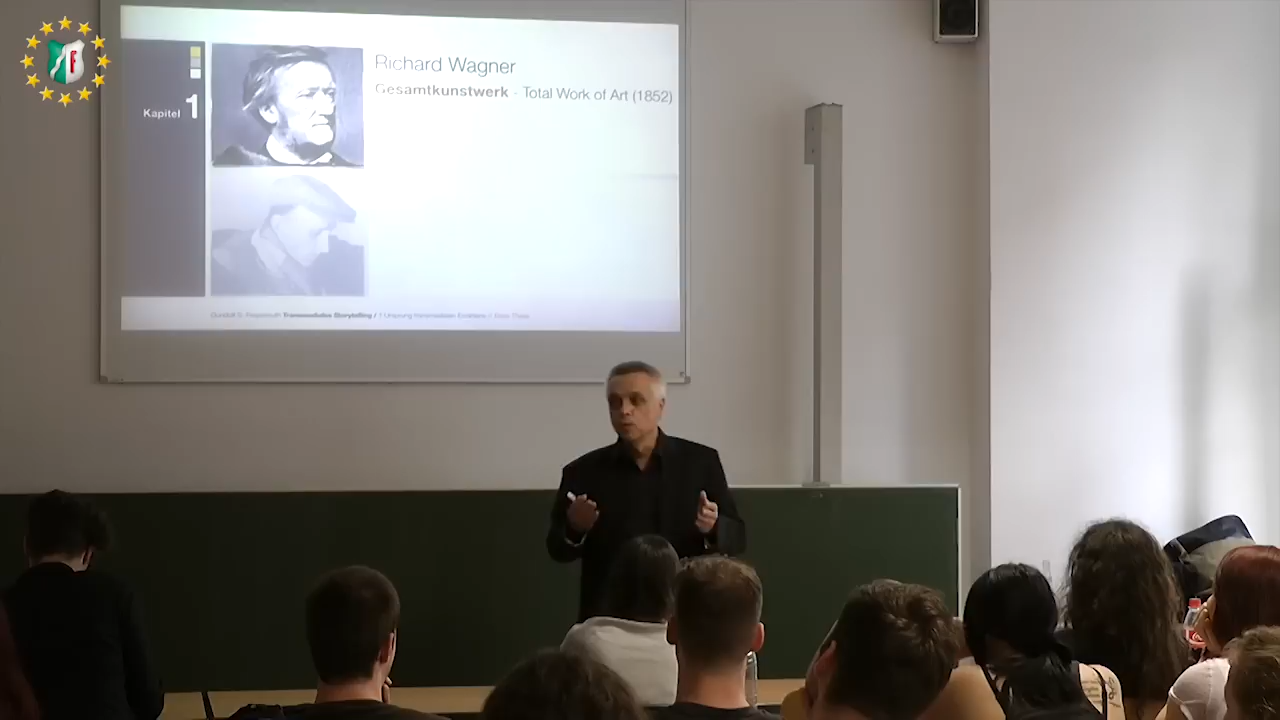 Richard Wagner
Gesamtkunstwerk - Total Work of Art (1852)
Kapitel 1
Transmediales Storytelling /